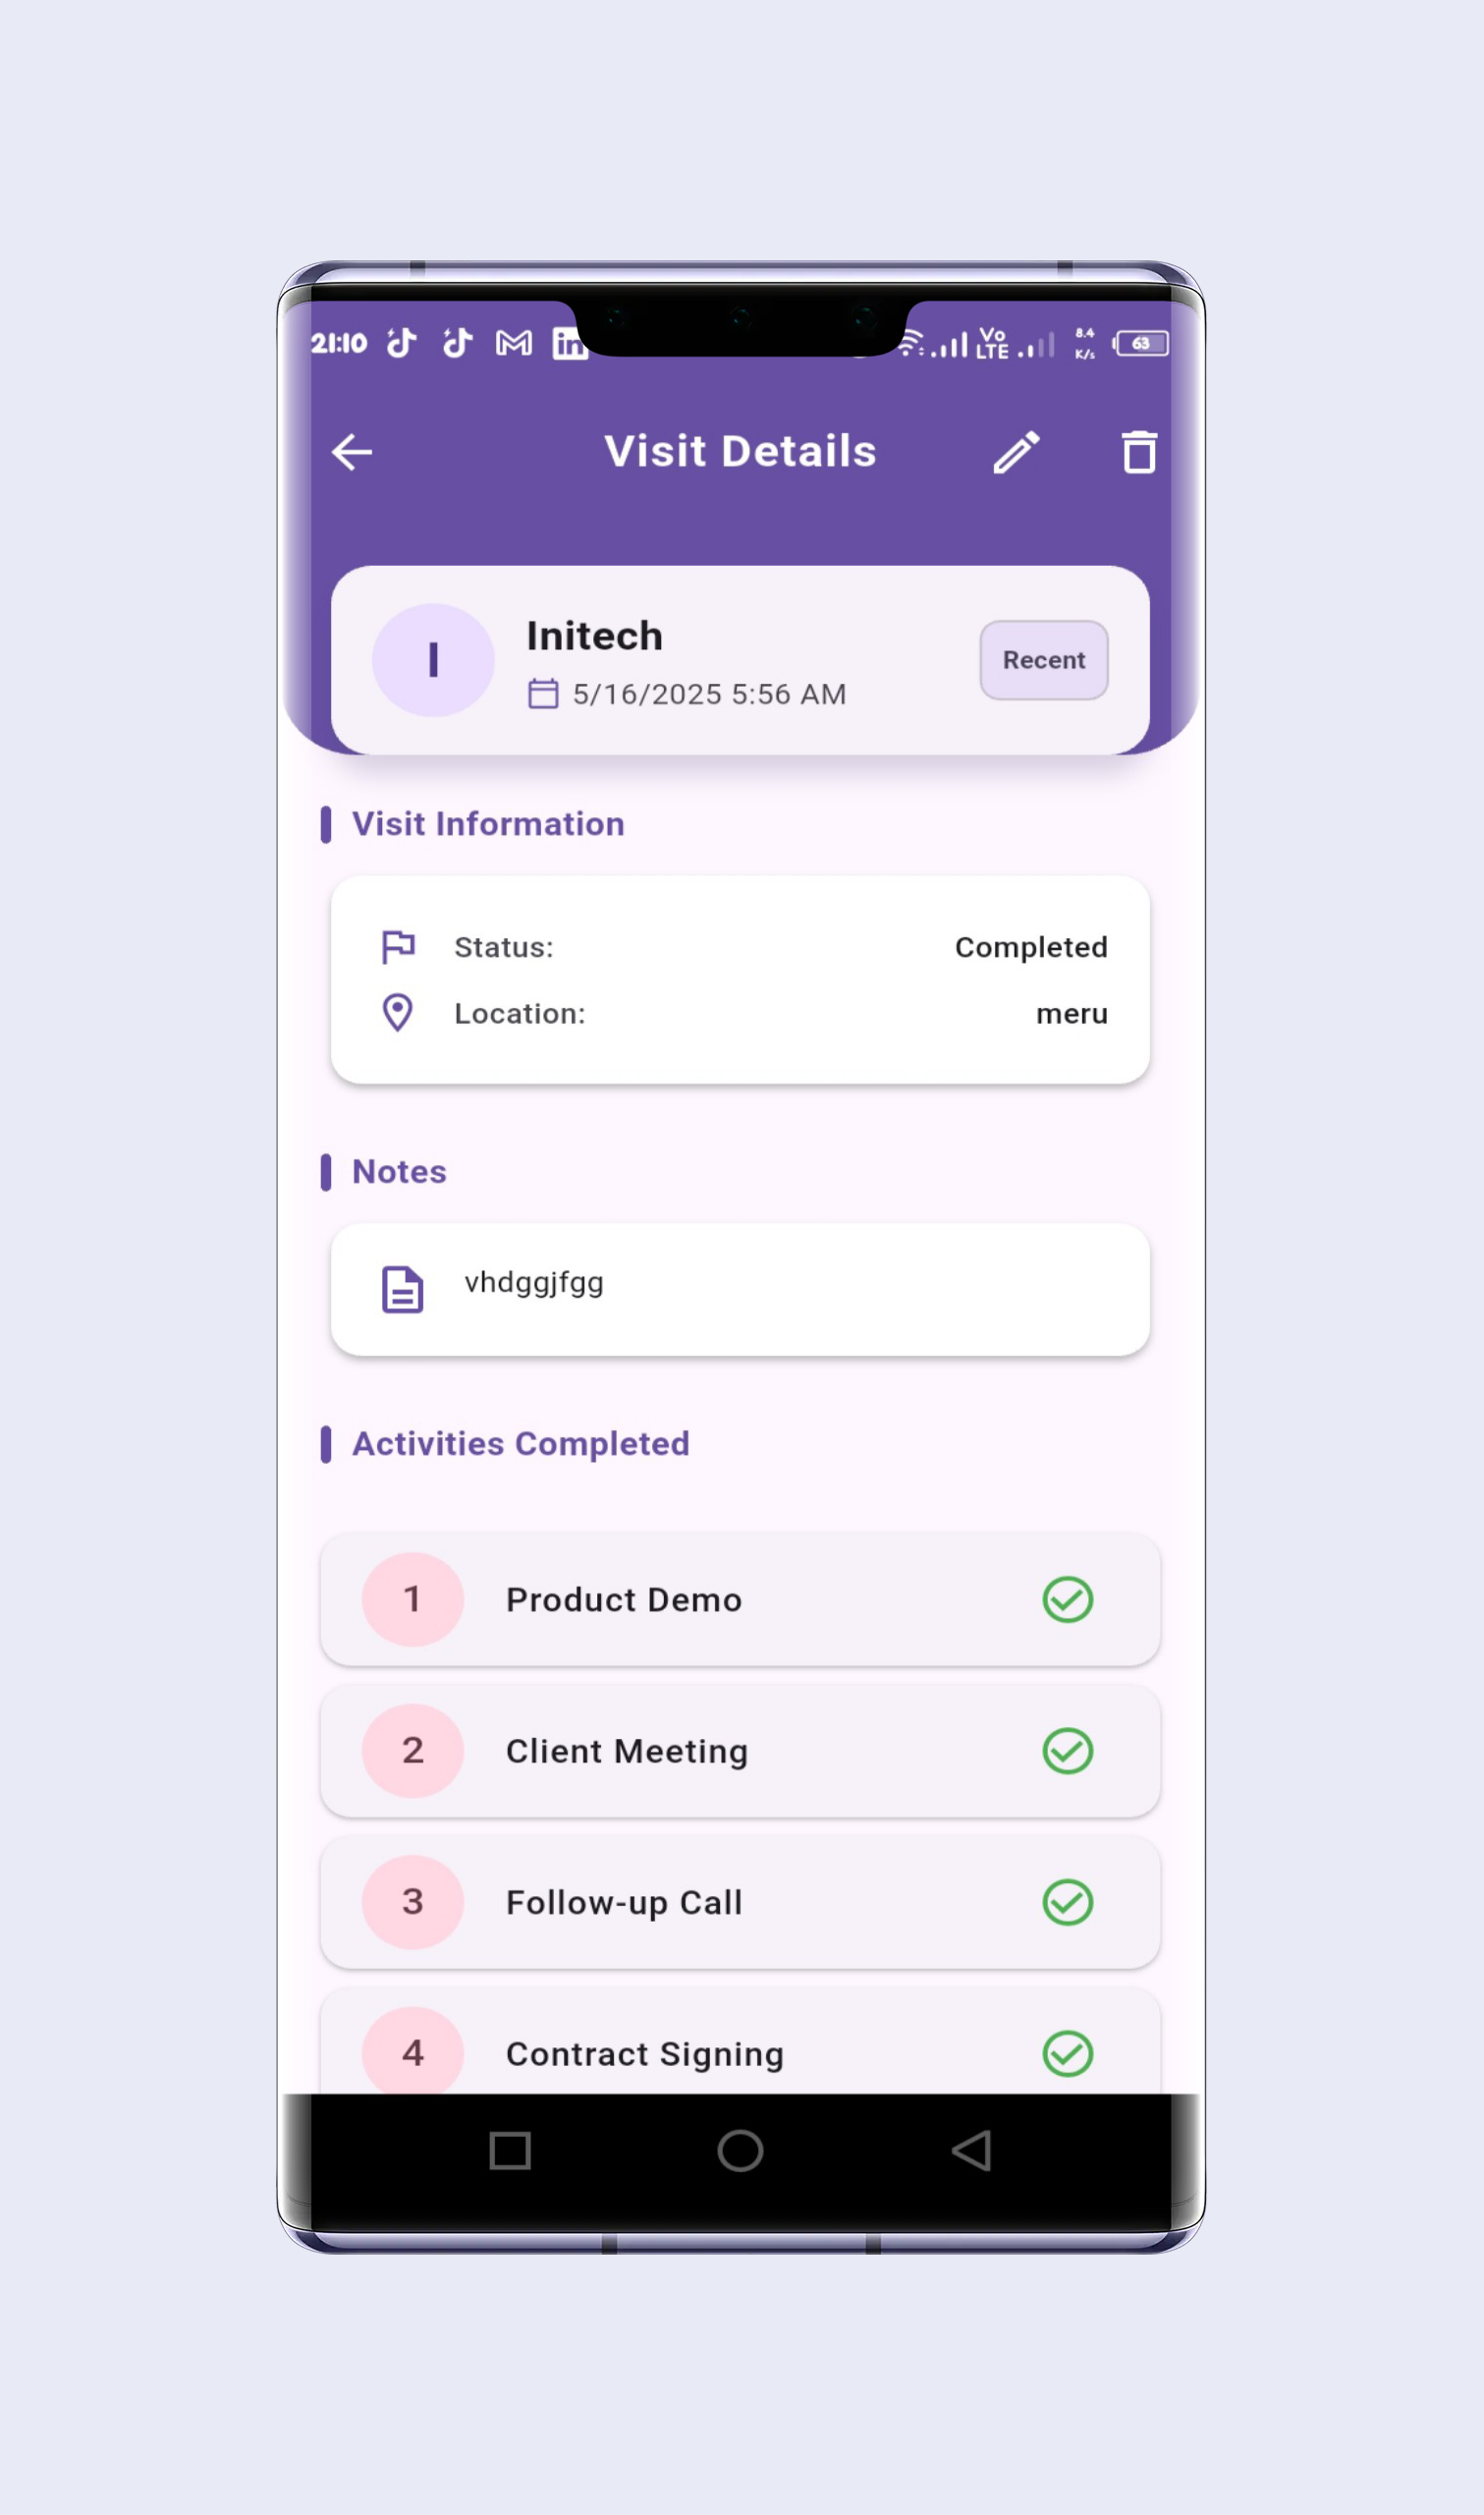 21:10
Vo
LTE
8.4
K/s
63
Visit Details
I
Initech
5/16/2025 5:56 AM
Recent
Visit Information
Status:
Completed
Location:
meru
Notes
vhdggjfgg
Activities Completed
1
Product Demo
2
Client Meeting
3
Follow-up Call
4
Contract Signing